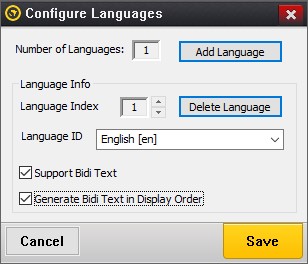 Configure Languages
Number of Languages: 1 Add Language
Language Info
Language Index 1 Delete Language
Language ID English [en]
Support Bidi Text
Generate Bidi Text in Display Order
Cancel Save